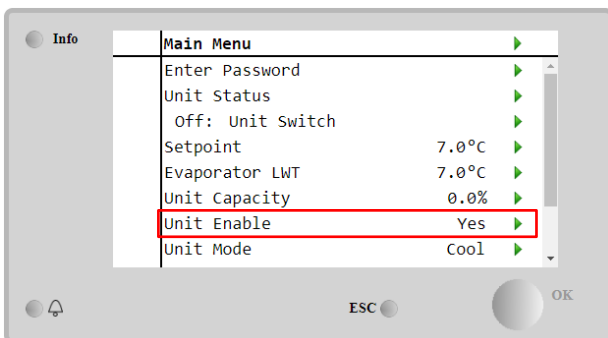 Info
Main Menu
Enter Password
Unit Status
Off: Unit Switch
Setpoint 7.0°C
Evaporator LWT 7.0°C
Unit Capacity 0.0%
Unit Enable Yes
Unit Mode Cool
ESC
OK